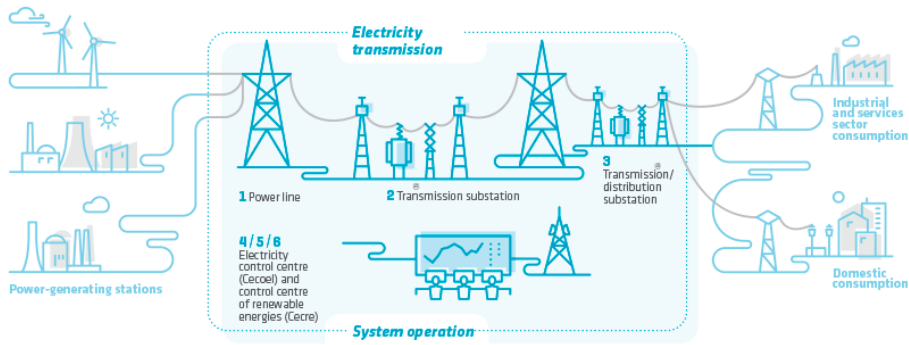 Electricity
transmission
Industrial
and services
sector
consumption
1 Power line
2 Transmission substation
3
Transmission/
distribution
substation
4 / 5 / 6
Electricity
control centre
(Cecoel) and
control centre
of renewable
energies (Cecre)
Power-generating stations
Domestic
consumption
System operation